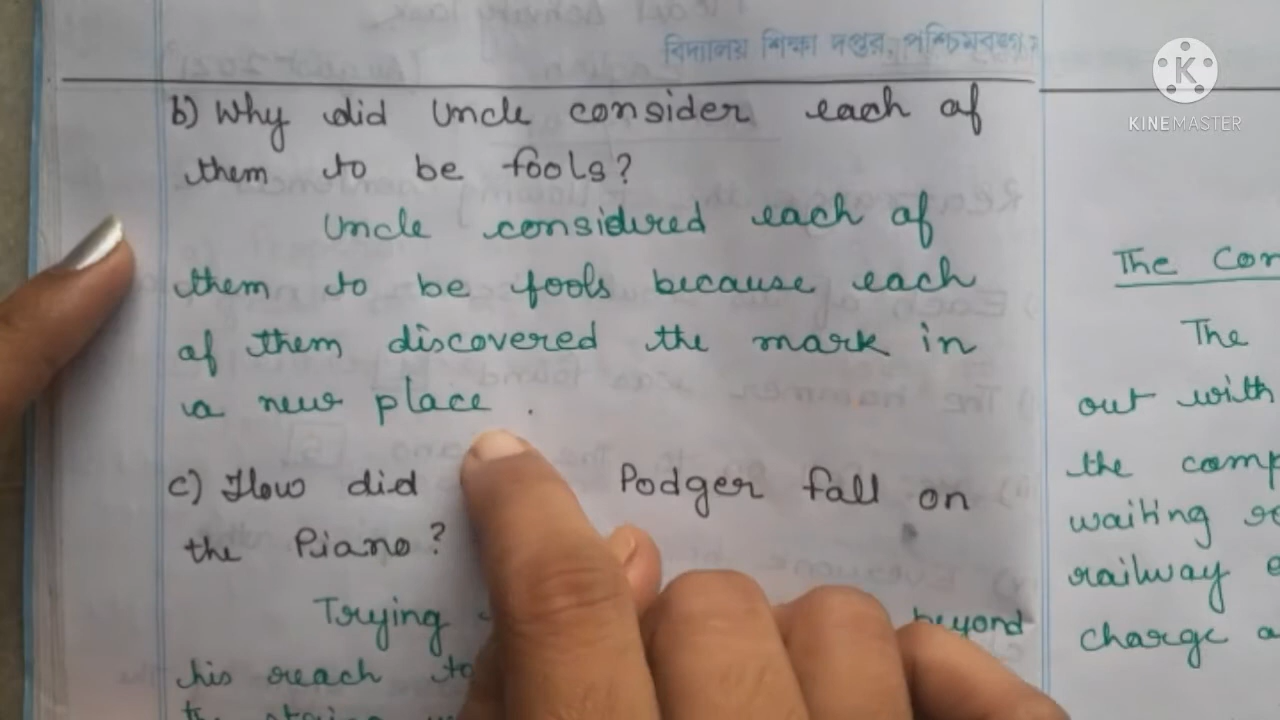 বিদ্যালয় শিক্ষা দপ্তর, পশ্চিমবঙ্গ
KINEMASTER
b) Why did Uncle consider each of
them to be fools?
Uncle considered each of
them to be fools because each
of them discovered the mark in
a new place.
c) How did Podger fall on
the Piano?
Trying beyond
his reach to
the string
The
out with
the
waiting
railway
charge